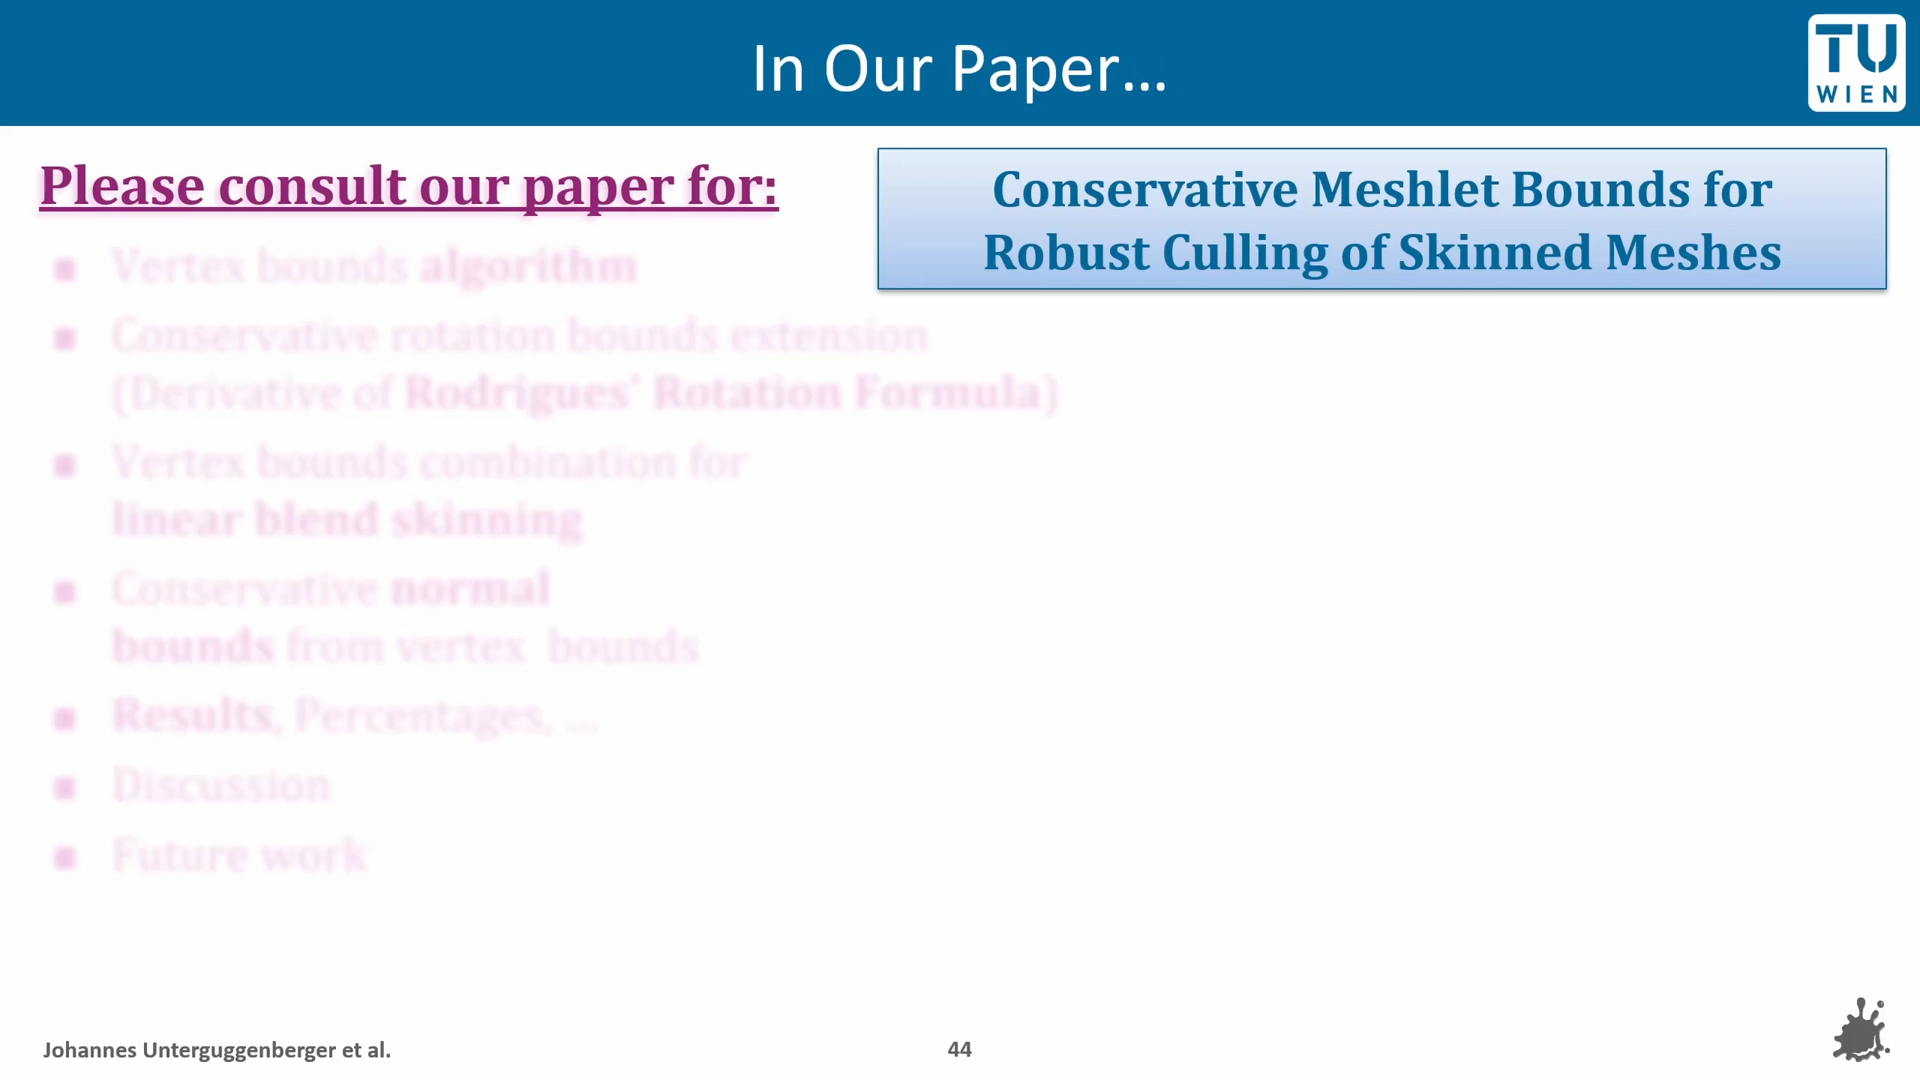 In Our Paper...
TU
WIEN
Please consult our paper for:
Conservative Meshlet Bounds for
Robust Culling of Skinned Meshes
■ Vertex bounds algorithm
■ Conservative rotation bounds extension
(Derivative of Rodrigues' Rotation Formula)
■ Vertex bounds combination for
linear blend skinning
■ Conservative normal
bounds from vertex bounds
■ Results, Percentages, ...
■ Discussion
■ Future work
Johannes Unterguggenberger et al.
44